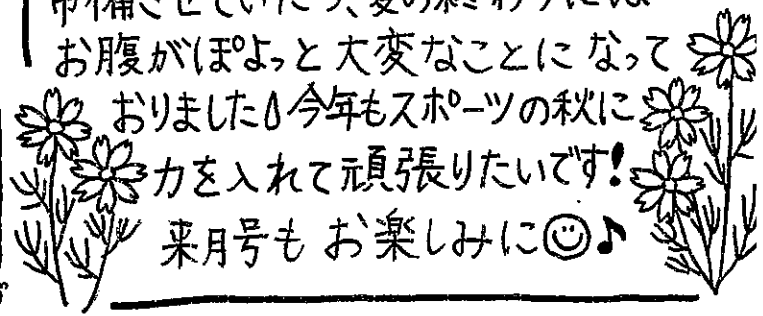 お腹がぽよっと大変なことになって
おりました💧今年もスポーツの秋に
力を入れて頑張りたいです!
来月号もお楽しみに☺♪